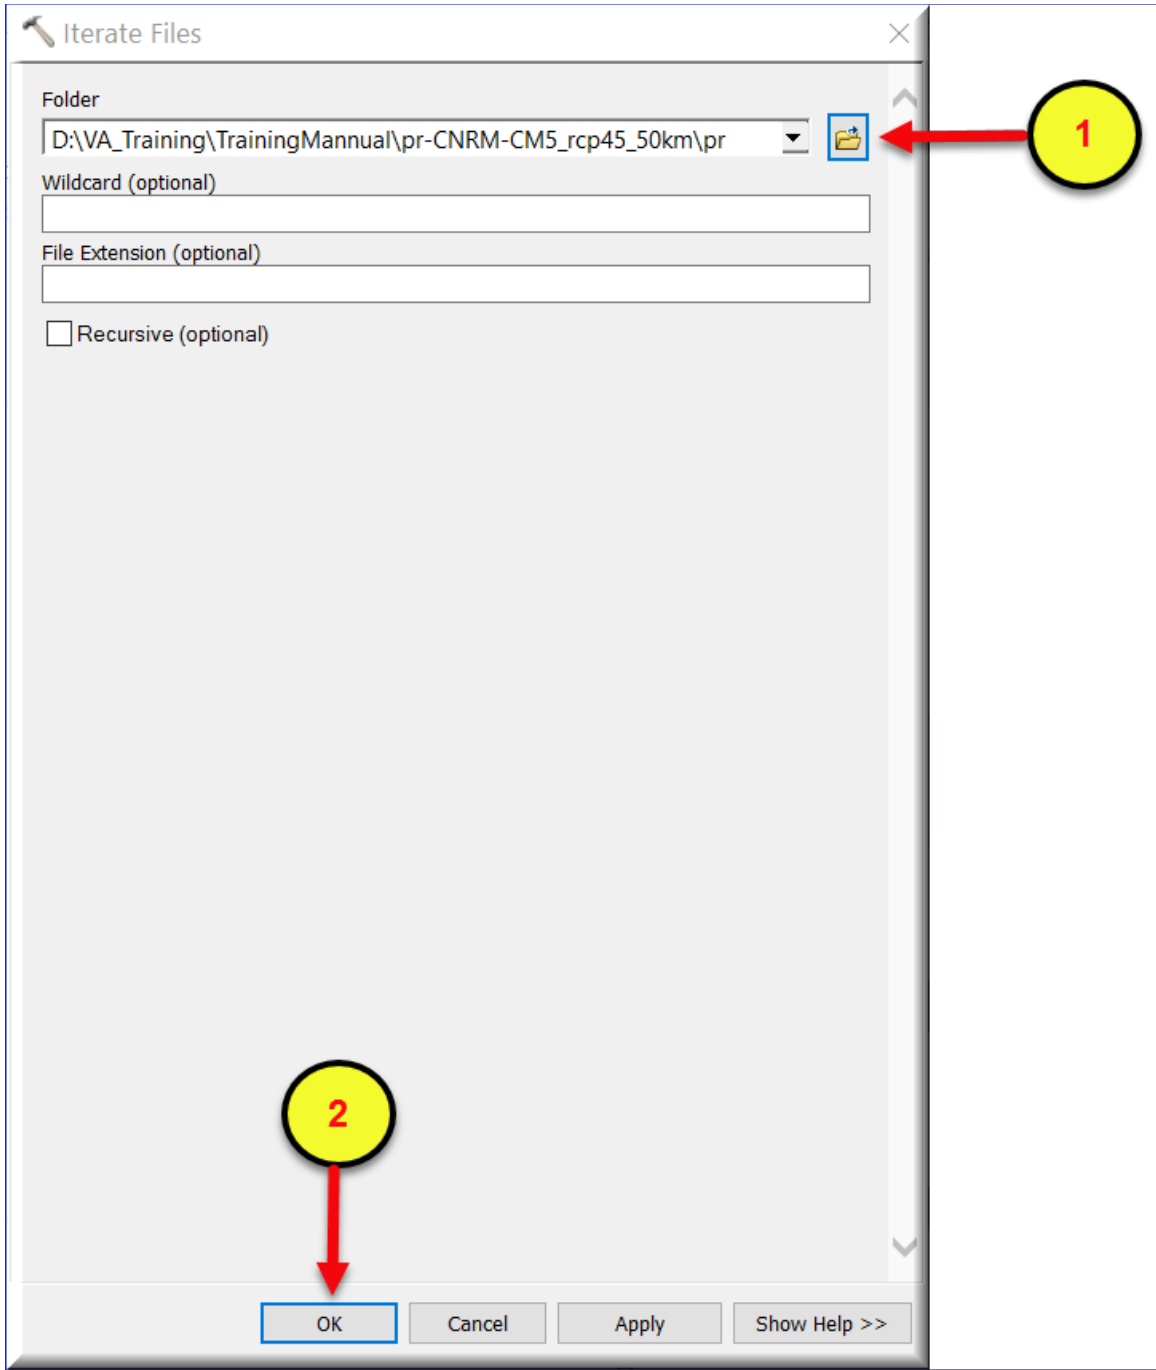 Iterate Files
Folder
D:\VA_Training\TrainingMannual\pr-CNRM-CM5_rcp45_50km\pr
1
Wildcard (optional)
File Extension (optional)
Recursive (optional)
2
OK Cancel Apply Show Help >>